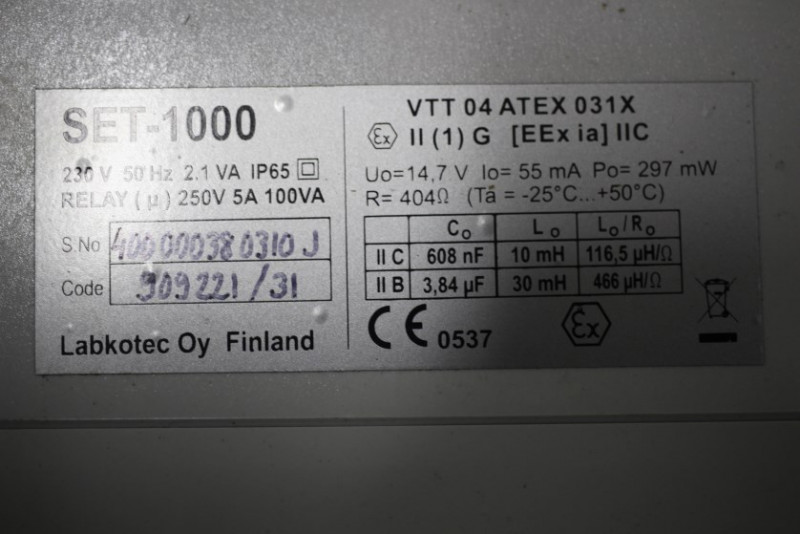 SET-1000
230 V 50 Hz 2.1 VA IP65
RELAY ( µ ) 250V 5A 100VA
S No 400000380310 J
Code 909221/31
Labkotec Oy Finland
VTT 04 ATEX 031X
Ex II (1) G [EEx ia] IIC
Uo=14,7 V Io= 55 mA Po= 297 mW
R= 404Ω (Ta = -25°C...+50°C)
Co Lo Lo/Ro
II C 608 nF 10 mH 116,5 µH/Ω
II B 3,84 µF 30 mH 466 µH/Ω
CE 0537 Ex